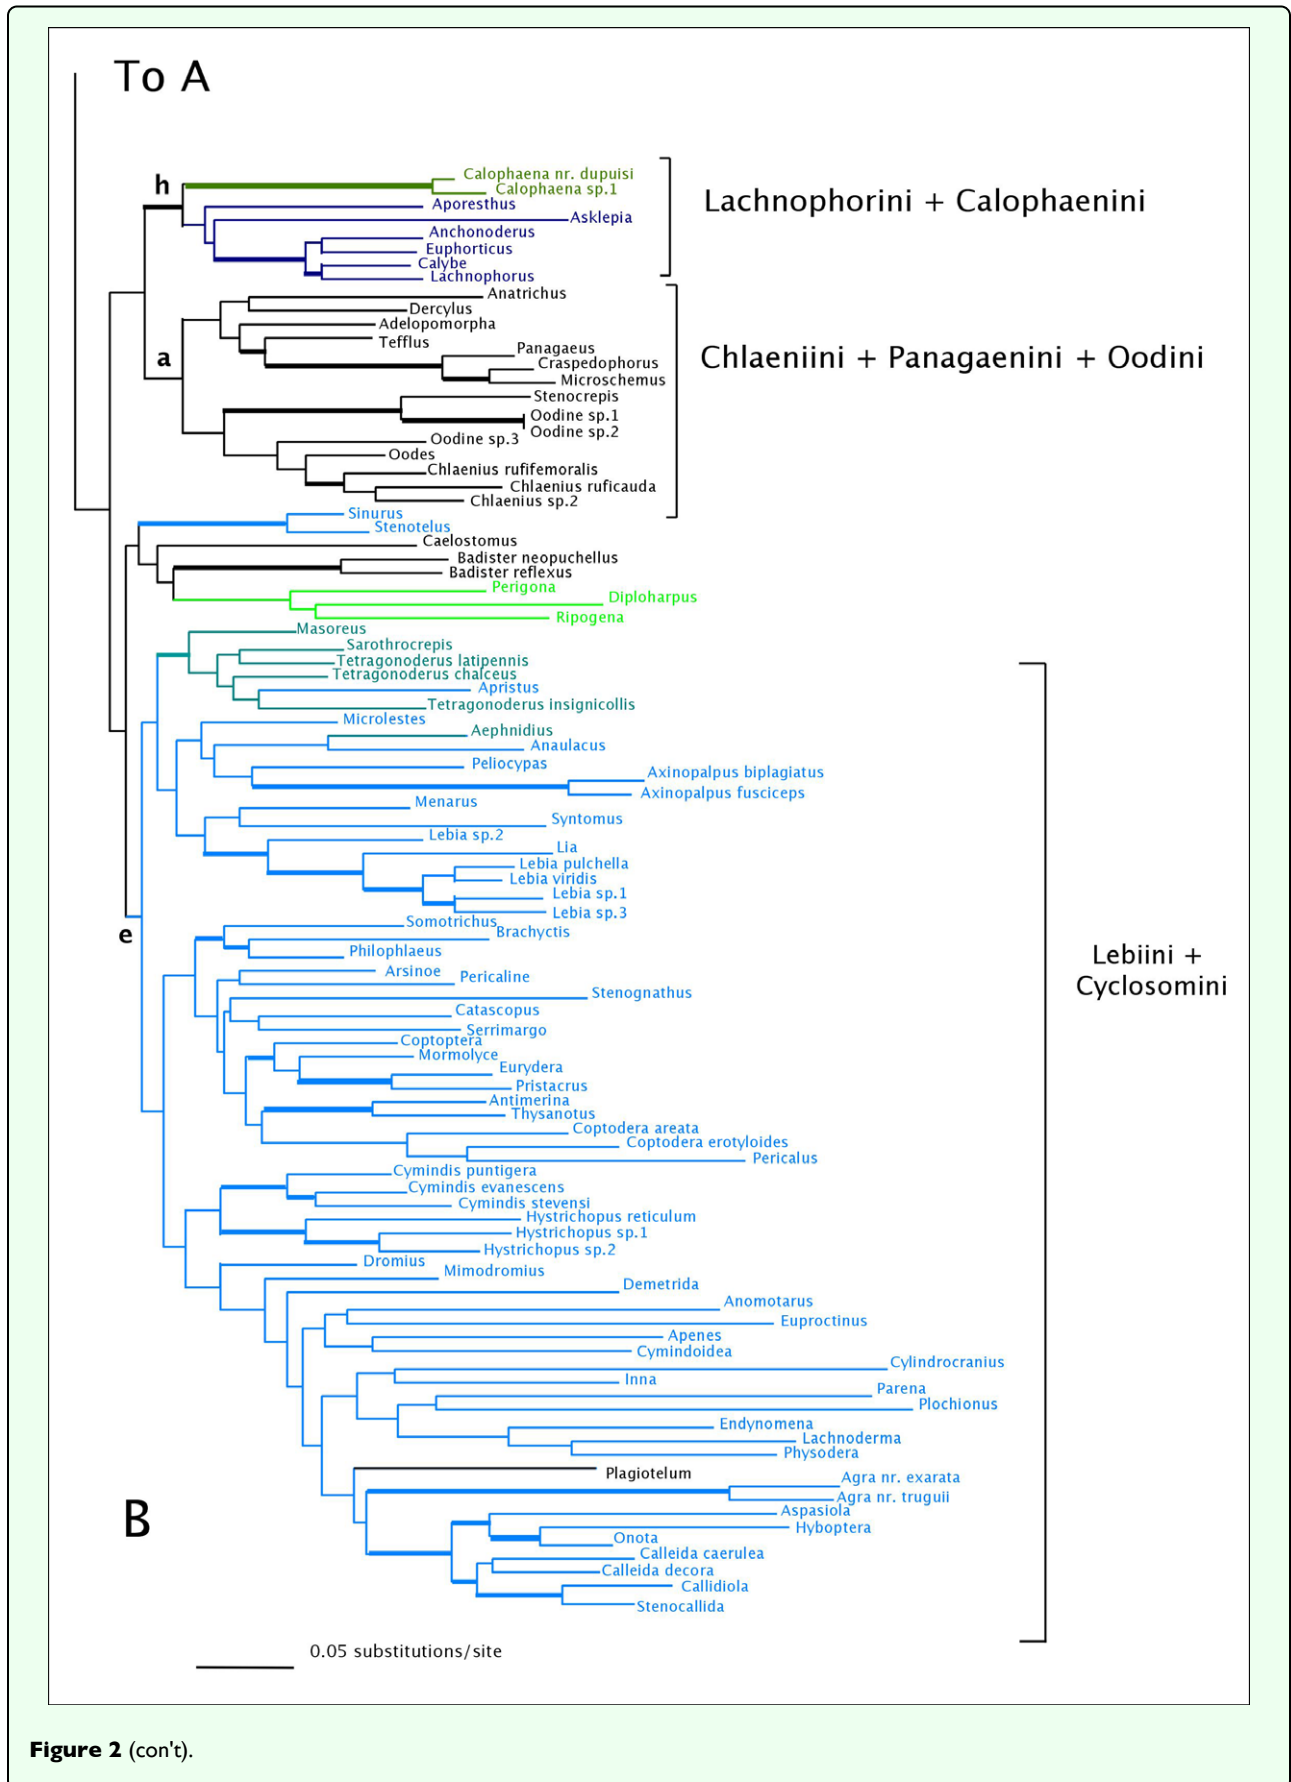 To A
h
Calophaena nr. dupuisi
Calophaena sp.1
Aporesthus
Asklepia
Lachnophorini + Calophaenini
Anchonoderus
Euphorticus
Calybe
Lachnophorus
Anatrichus
Dercylus
Adelopomorpha
Tefflus
a
Panagaeus
Chlaeniini + Panagaenini + Oodini
Craspedophorus
Microschemus
Stenocrepis
Oodine sp.1
Oodine sp.2
Oodine sp.3
Oodes
Chlaenius rufifemoralis
Chlaenius ruficauda
Chlaenius sp.2
Sinurus
Stenotelus
Caelostomus
Badister neopuchellus
Badister reflexus
Perigona
Diploharpus
Ripogena
Masoreus
Sarothrocrepis
Tetragonoderus latipennis
Tetragonoderus chalceus
Apristus
Tetragonoderus insignicollis
Microlestes
Aephnidius
Anaulacus
Peliocypas
Axinopalpus biplagiatus
Axinopalpus fusciceps
Menarus
Syntomus
Lebia sp.2
Lia
Lebia pulchella
Lebia viridis
Lebia sp.1
Lebia sp.3
e
Somotrichus
Brachyctis
Philophlaeus
Lebiini +
Cyclosomini
Arsinoe
Pericaline
Stenognathus
Catascopus
Serrimargo
Coptoptera
Mormolyce
Eurydera
Pristacrus
Antimerina
Thysanotus
Coptodera areata
Coptodera erotyloides
Pericalus
Cymindis puntigera
Cymindis evanescens
Cymindis stevensi
Hystrichopus reticulum
Hystrichopus sp.1
Hystrichopus sp.2
Dromius
Mimodromius
Demetrida
Anomotarus
Euproctinus
Apenes
Cymindoidea
Cylindrocranius
Inna
Parena
Plochionus
Endynomena
Lachnoderma
Physodera
Plagiotelum
Agra nr. exarata
Agra nr. truguii
B
Aspasiola
Hyboptera
Onota
Calleida caerulea
Calleida decora
Callidiola
Stenocallida
0.05 substitutions/site
Figure 2 (con't).